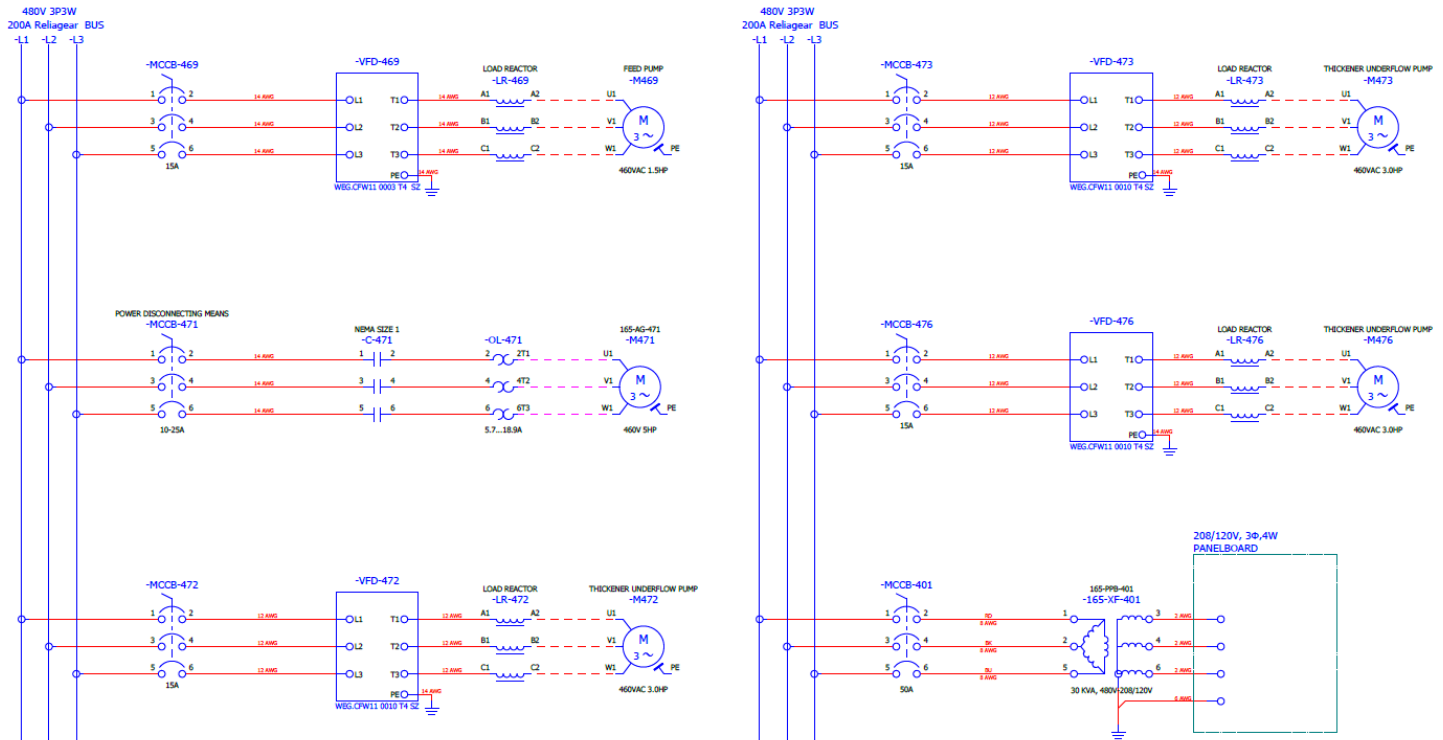 480V 3P3W
200A Reliagear BUS
-L1 -L2 -L3
-MCCB-469
1 2
3 4
5 6
15A
14 AWG
14 AWG
14 AWG
-VFD-469
L1 T1
L2 T2
L3 T3
PE
WEG.CFW11 0003 T4 SZ
14 AWG
14 AWG
14 AWG
14 AWG
LOAD REACTOR
-LR-469
A1 A2
B1 B2
C1 C2
FEED PUMP
-M469
U1
V1
W1
M
3 ~
PE
460VAC 1.5HP
POWER DISCONNECTING MEANS
-MCCB-471
1 2
3 4
5 6
10-25A
14 AWG
14 AWG
14 AWG
NEMA SIZE 1
-C-471
1 2
3 4
5 6
-OL-471
2 2T1
4 4T2
6 6T3
5.7...18.9A
165-AG-471
-M471
U1
V1
W1
M
3 ~
PE
460V 5HP
-MCCB-472
1 2
3 4
5 6
15A
12 AWG
12 AWG
12 AWG
-VFD-472
L1 T1
L2 T2
L3 T3
PE
WEG.CFW11 0010 T4 SZ
12 AWG
12 AWG
12 AWG
14 AWG
LOAD REACTOR
-LR-472
A1 A2
B1 B2
C1 C2
THICKENER UNDERFLOW PUMP
-M472
U1
V1
W1
M
3 ~
PE
460VAC 3.0HP
480V 3P3W
200A Reliagear BUS
-L1 -L2 -L3
-MCCB-473
1 2
3 4
5 6
15A
12 AWG
12 AWG
12 AWG
-VFD-473
L1 T1
L2 T2
L3 T3
PE
WEG.CFW11 0010 T4 SZ
12 AWG
12 AWG
12 AWG
14 AWG
LOAD REACTOR
-LR-473
A1 A2
B1 B2
C1 C2
THICKENER UNDERFLOW PUMP
-M473
U1
V1
W1
M
3 ~
PE
460VAC 3.0HP
-MCCB-476
1 2
3 4
5 6
15A
12 AWG
12 AWG
12 AWG
-VFD-476
L1 T1
L2 T2
L3 T3
PE
WEG.CFW11 0010 T4 SZ
12 AWG
12 AWG
12 AWG
14 AWG
LOAD REACTOR
-LR-476
A1 A2
B1 B2
C1 C2
THICKENER UNDERFLOW PUMP
-M476
U1
V1
W1
M
3 ~
PE
460VAC 3.0HP
-MCCB-401
1 2
3 4
5 6
50A
RD
8 AWG
BK
8 AWG
BU
8 AWG
165-PPB-401
-165-XF-401
1 3
2 4
5 6
30 KVA, 480V-208/120V
208/120V, 3Φ,4W
PANELBOARD
2 AWG
2 AWG
2 AWG
8 AWG